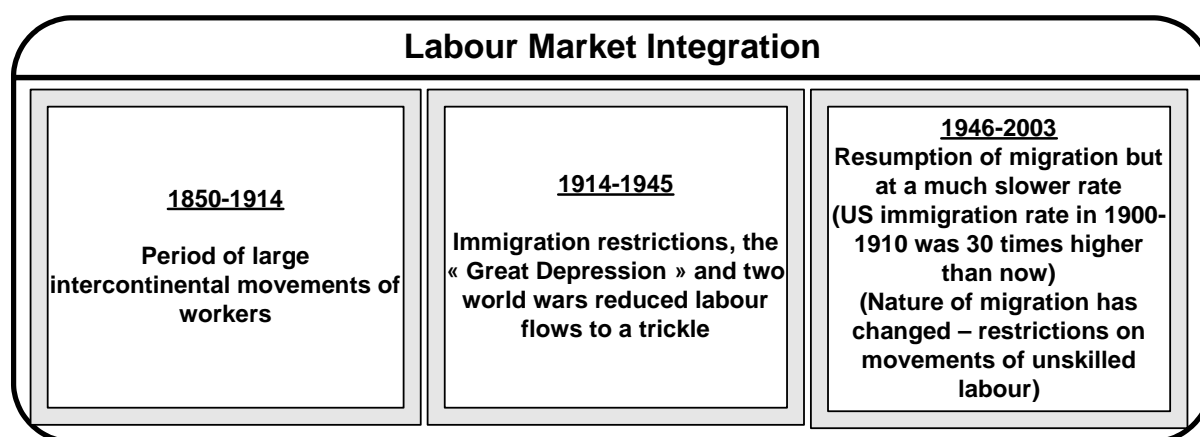 Labour Market Integration
1850-1914
Period of large
intercontinental movements of
workers
1914-1945
Immigration restrictions, the
« Great Depression » and two
world wars reduced labour
flows to a trickle
1946-2003
Resumption of migration but
at a much slower rate
(US immigration rate in 1900-
1910 was 30 times higher
than now)
(Nature of migration has
changed – restrictions on
movements of unskilled
labour)